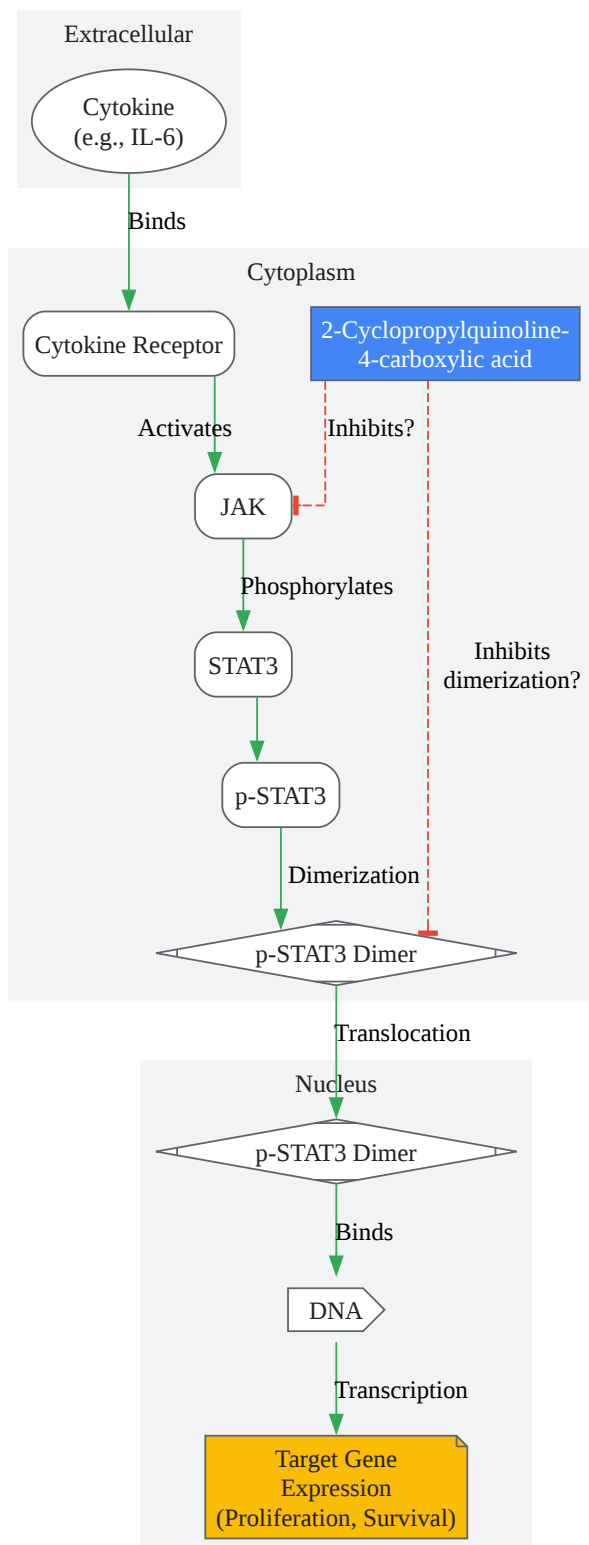 Extracellular
Cytokine
(e.g., IL-6)
Binds
Cytoplasm
Cytokine Receptor
2-Cyclopropylquinoline-
4-carboxylic acid
Activates
Inhibits?
JAK
Phosphorylates
STAT3
Inhibits
dimerization?
p-STAT3
Dimerization
p-STAT3 Dimer
Translocation
Nucleus
p-STAT3 Dimer
Binds
DNA
Transcription
Target Gene
Expression
(Proliferation, Survival)